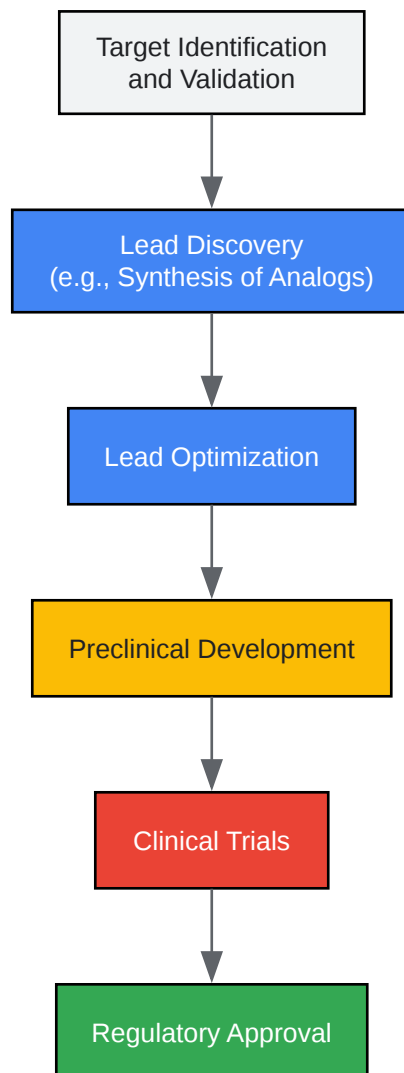 Target Identification
and Validation
Lead Discovery
(e.g., Synthesis of Analogs)
Lead Optimization
Preclinical Development
Clinical Trials
Regulatory Approval